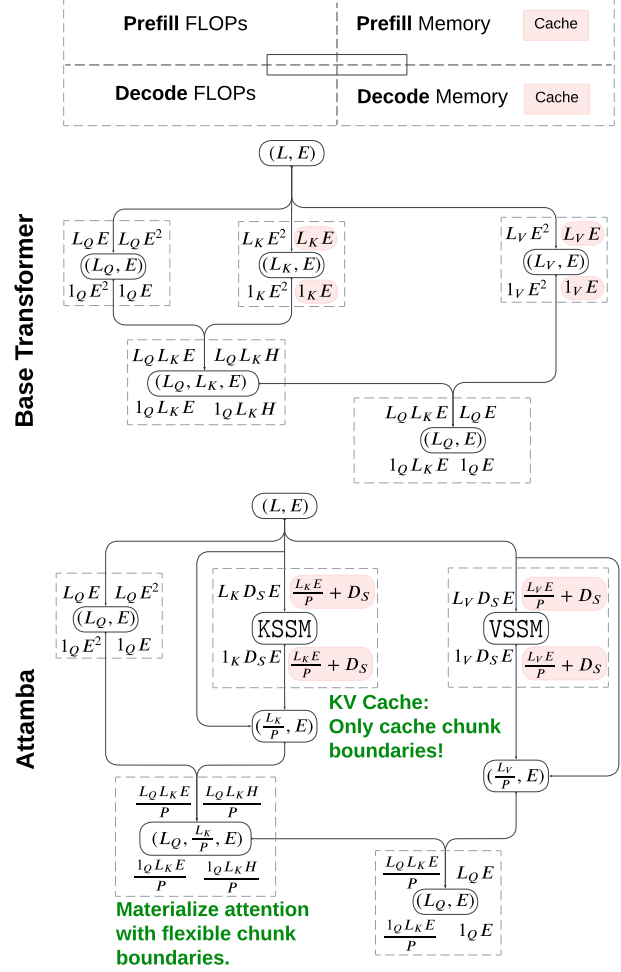 Prefill FLOPs Prefill Memory Cache
Decode FLOPs Decode Memory Cache
Base Transformer
(L, E)
L_Q E L_Q E^2 L_K E^2 L_K E L_V E^2 L_V E
(L_Q, E) (L_K, E) (L_V, E)
1_Q E^2 1_Q E 1_K E^2 1_K E 1_V E^2 1_V E
L_Q L_K E L_Q L_K H
(L_Q, L_K, E)
1_Q L_K E 1_Q L_K H
L_Q L_K E L_Q E
(L_Q, E)
1_Q L_K E 1_Q E
Attamba
(L, E)
L_Q E L_Q E^2 L_K D_S E L_K E/P + D_S L_V D_S E L_V E/P + D_S
(L_Q, E) KSSM VSSM
1_Q E^2 1_Q E 1_K D_S E L_K E/P + D_S 1_V D_S E L_V E/P + D_S
KV Cache:
Only cache chunk
boundaries!
(L_K/P, E)
(L_V/P, E)
L_Q L_K E/P L_Q L_K H/P
(L_Q, L_K/P, E)
1_Q L_K E/P 1_Q L_K H/P
L_Q L_K E/P L_Q E
(L_Q, E)
1_Q L_K E/P 1_Q E
Materialize attention
with flexible chunk
boundaries.